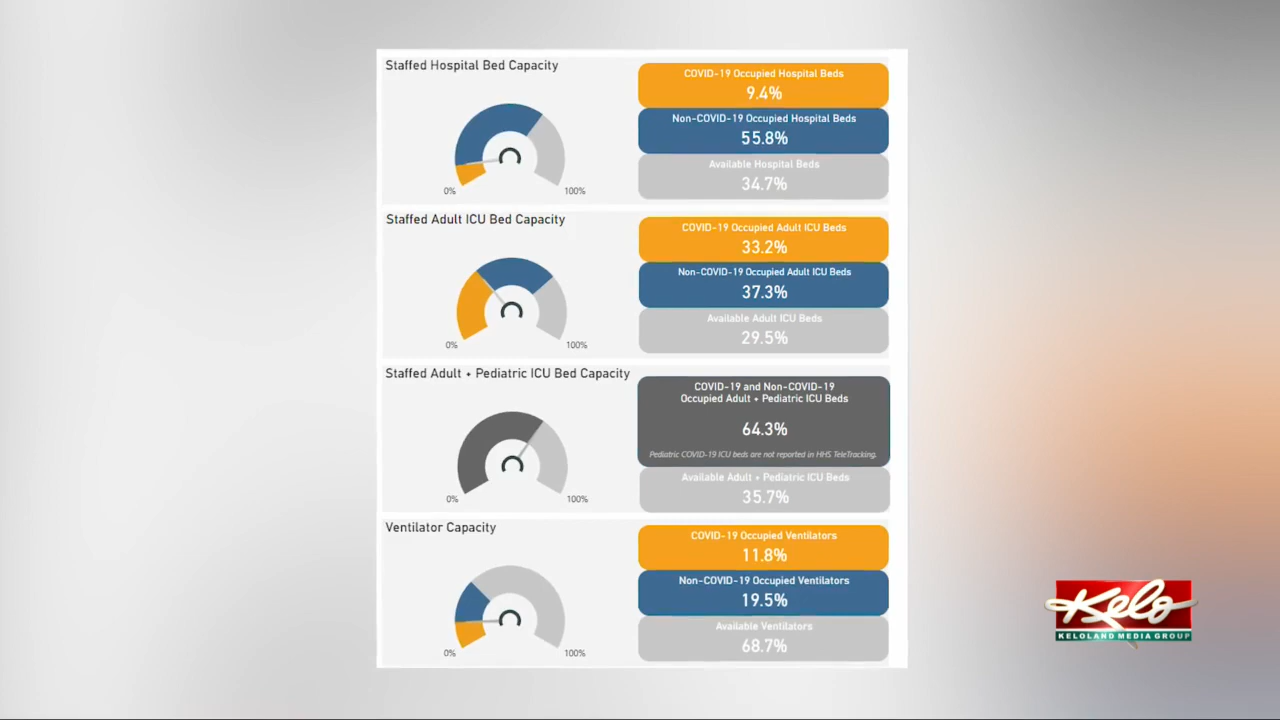 Staffed Hospital Bed Capacity
COVID-19 Occupied Hospital Beds
9.4%
Non-COVID-19 Occupied Hospital Beds
55.8%
Available Hospital Beds
34.7%
0%
100%
Staffed Adult ICU Bed Capacity
COVID-19 Occupied Adult ICU Beds
33.2%
Non-COVID-19 Occupied Adult ICU Beds
37.3%
Available Adult ICU Beds
29.5%
0%
100%
Staffed Adult + Pediatric ICU Bed Capacity
COVID-19 and Non-COVID-19
Occupied Adult + Pediatric ICU Beds
64.3%
Pediatric COVID-19 ICU beds are not reported in HHS TeleTracking.
Available Adult + Pediatric ICU Beds
35.7%
0%
100%
Ventilator Capacity
COVID-19 Occupied Ventilators
11.8%
Non-COVID-19 Occupied Ventilators
19.5%
Available Ventilators
68.7%
0%
100%
Kelo
KELOLAND MEDIA GROUP